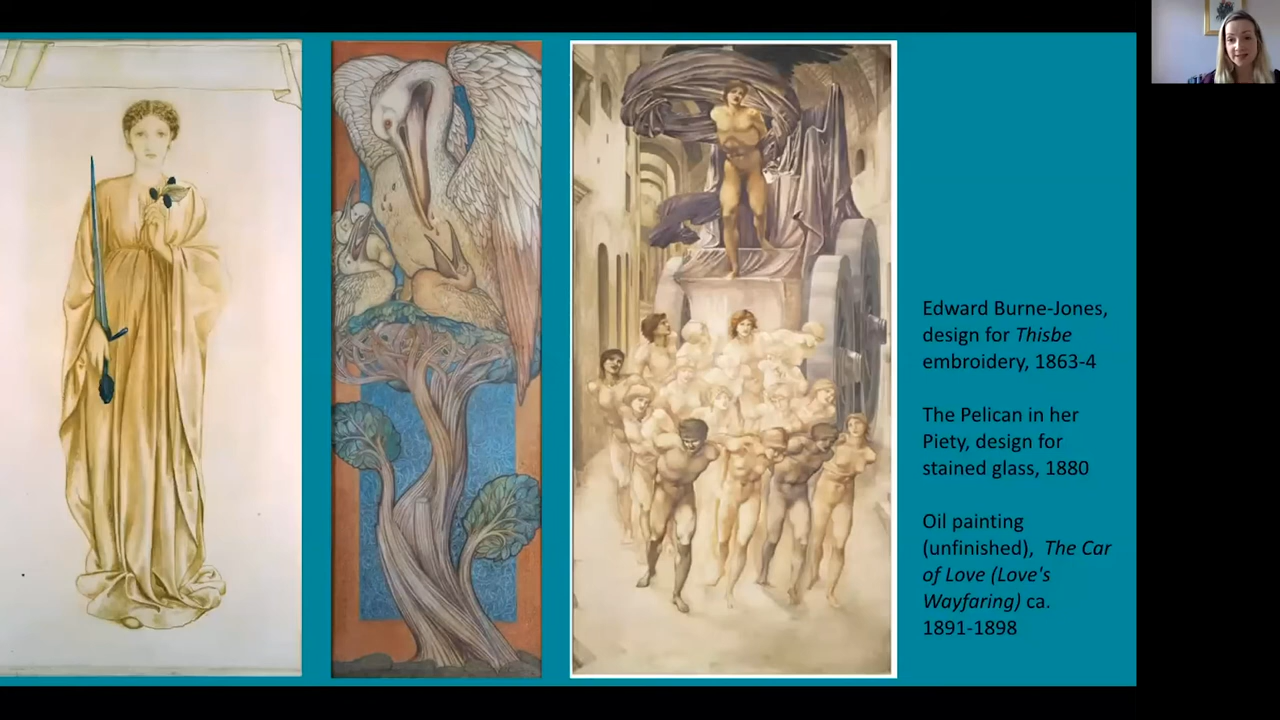 Edward Burne-Jones,
design for Thisbe
embroidery, 1863-4
The Pelican in her
Piety, design for
stained glass, 1880
Oil painting
(unfinished), The Car
of Love (Love's
Wayfaring) ca.
1891-1898